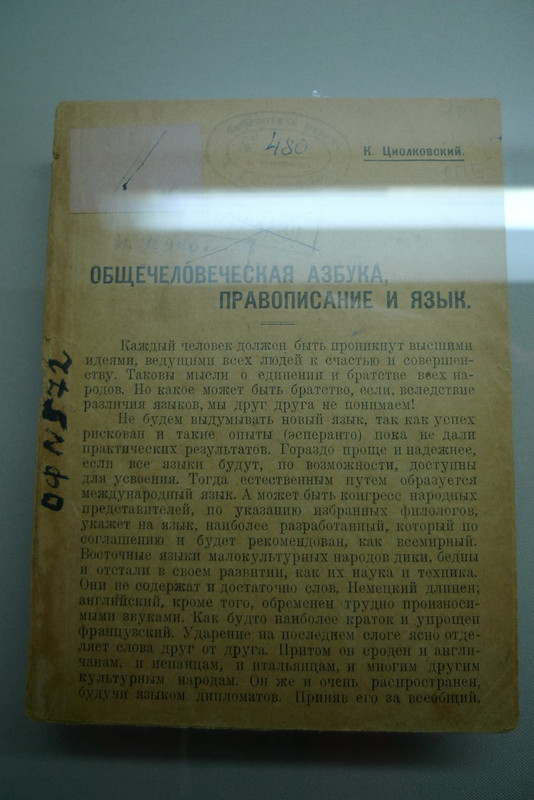 480
К. Циолковский.
ОБЩЕЧЕЛОВЕЧЕСКАЯ АЗБУКА,
ПРАВОПИСАНИЕ И ЯЗЫК.
Каждый человек должен быть проникнут высшими
идеями, ведущими всех людей к счастью и совершен-
ству. Таковы мысли о единении и братстве всех на-
родов. Но какое может быть братство, если, вследствие
различия языков, мы друг друга не понимаем!
Не будем выдумывать новый язык, так как успех
рискован и такие опыты (эсперанто) пока не дали
практических результатов. Гораздо проще и надежнее,
если все языки будут, по возможности, доступны
для усвоения. Тогда естественным путем образуется
международный язык. А может быть конгресс народных
представителей, по указанию избранных филологов,
укажет на язык, наиболее разработанный, который по
соглашению и будет рекомендован, как всемирный.
Восточные языки малокультурных народов дики, бедны
и отстали в своем развитии, как их наука и техника.
Они не содержат и достаточно слов. Немецкий длинен;
английский, кроме того, обременен трудно произноси-
мыми звуками. Как будто наиболее краток и упрощен
французский. Ударение на последнем слоге ясно отде-
ляет слова друг от друга. Притом он сроден и англи-
чанам, и испанцам, и итальянцам, и многим другим
культурным народам. Он же и очень распространен,
будучи языком дипломатов. Приняв его за всеобщий,
ОФ N 572